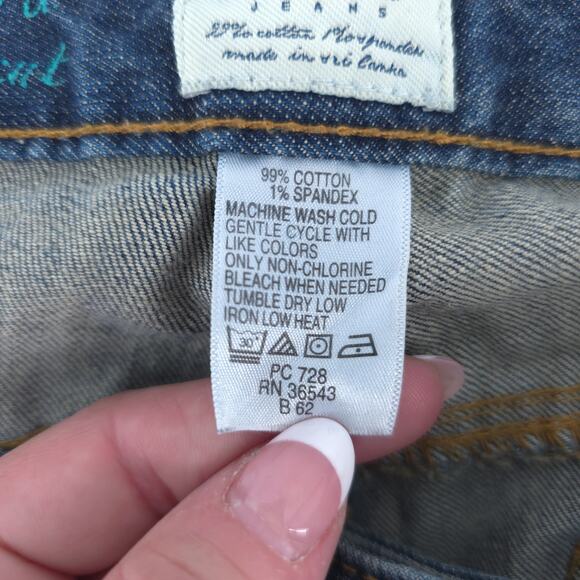 JEANS
99% cotton 1% spandex
made in sri lanka
99% COTTON
1% SPANDEX
MACHINE WASH COLD
GENTLE CYCLE WITH
LIKE COLORS
ONLY NON-CHLORINE
BLEACH WHEN NEEDED
TUMBLE DRY LOW
IRON LOW HEAT
30°
PC 728
RN 36543
B 62